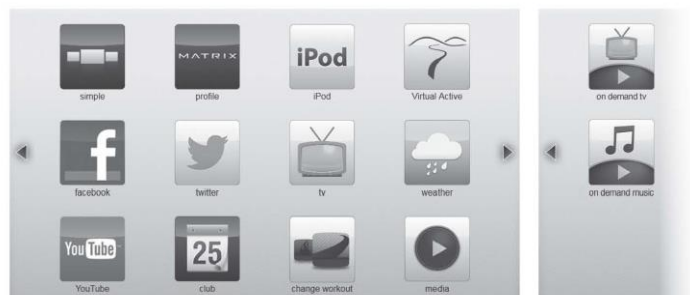 MATRIX
iPod
simple
profile
iPod
Virtual Active
f
facebook
twitter
tv
weather
You Tube
25
YouTube
club
change workout
media
on demand tv
on demand music